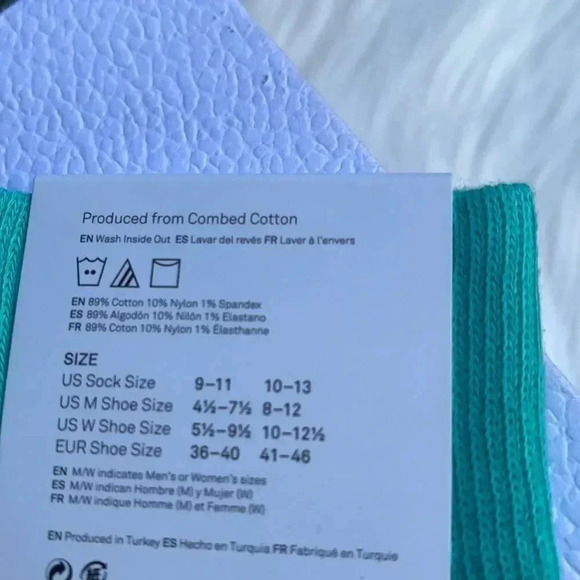 Produced from Combed Cotton
EN Wash Inside Out ES Lavar del revés FR Laver à l'envers
EN 89% Cotton 10% Nylon 1% Spandex
ES 89% Algodón 10% Nilón 1% Elastano
FR 89% Coton 10% Nylon 1% Élasthanne
SIZE
US Sock Size 9–11 10–13
US M Shoe Size 4½–7½ 8–12
US W Shoe Size 5½–9½ 10–12½
EUR Shoe Size 36–40 41–46
EN M/W indicates Men's or Women's sizes
ES M/W indican Hombre (M) y Mujer (W)
FR M/W indique Homme (M) et Femme (W)
EN Produced in Turkey ES Hecho en Turquía FR Fabriqué en Turquie